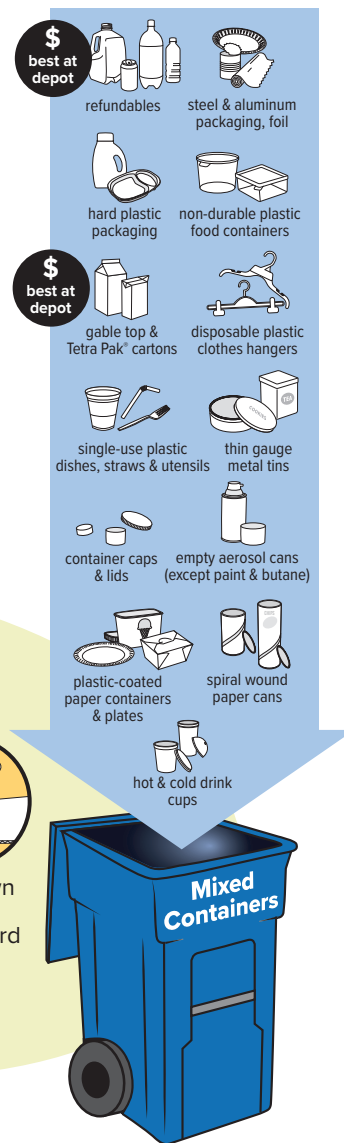 $
best at
depot
refundables
steel & aluminum
packaging, foil
hard plastic
packaging
non-durable plastic
food containers
$
best at
depot
gable top &
Tetra Pak® cartons
disposable plastic
clothes hangers
COOKIES
TEA
single-use plastic
dishes, straws & utensils
thin gauge
metal tins
container caps
& lids
empty aerosol cans
(except paint & butane)
plastic-coated
paper containers
& plates
spiral wound
paper cans
hot & cold drink
cups
Mixed
Containers